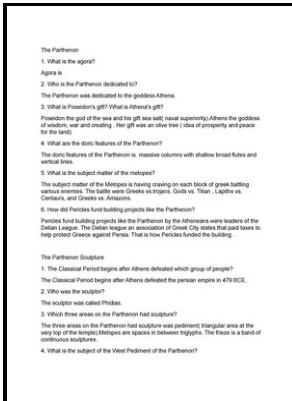 The Parthenon
1. What is the agora?
Agora is
2. Who is the Parthenon dedicated to?
The Parthenon was dedicated to the goddess Athena.
3. What is Poseidon's gift? What is Athena's gift?
Poseidon the god of the sea and his gift sea salt( naval superiority).Athens the goddess
of wisdom, war and creating . Her gift was an olive tree ( idea of prosperity and peace
for the land).
4. What are the doric features of the Parthenon?
The doric features of the Parthenon is massive columns with shallow broad flutes and
vertical lines.
5. What is the subject matter of the metopes?
The subject matter of the Metopes is having craving on each block of greek battling
various enemies. The battle were Greeks vs trojans, Gods vs. Titan , Lapiths vs.
Centaurs, and Greeks vs. Amazons.
6. How did Pericles fund building projects like the Parthenon?
Pericles fund building projects like the Parthenon by the Atheneans were leaders of the
Delian League. The Delian league an association of Greek City states that paid taxes to
help protect Greece against Persia. That is how Pericles funded the building .
The Parthenon Sculpture
1. The Classical Period begins after Athens defeated which group of people?
The Classical Period begins after Athens defeated the persian empire in 479 BCE.
2. Who was the sculptor?
The sculptor was called Phidias.
3. Which three areas on the Parthenon had sculpture?
The three areas on the Parthenon had sculpture was pediment( triangular area at the
very top of the temple).Metopes are spaces in between triglyphs. The frieze is a band of
continuous sculptures.
4. What is the subject of the West Pediment of the Parthenon?